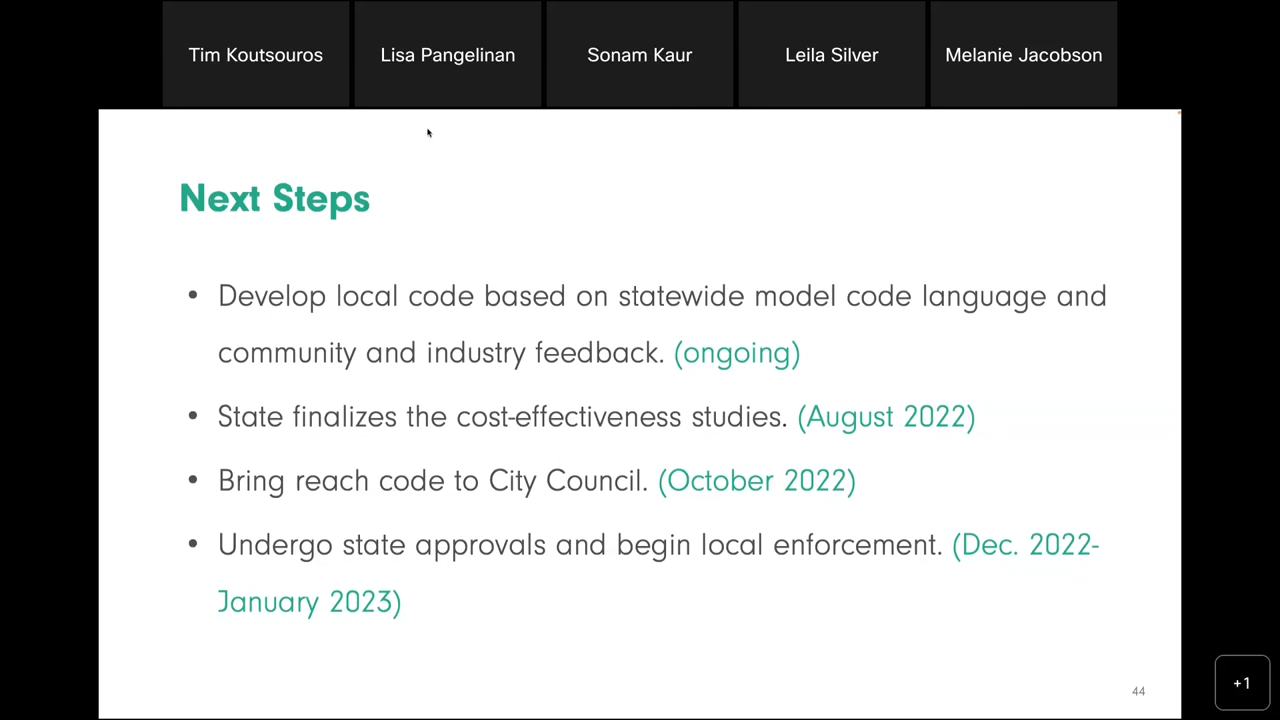 Tim Koutsouros
Lisa Pangelinan
Sonam Kaur
Leila Silver
Melanie Jacobson
Next Steps
• Develop local code based on statewide model code language and
community and industry feedback. (ongoing)
• State finalizes the cost-effectiveness studies. (August 2022)
• Bring reach code to City Council. (October 2022)
• Undergo state approvals and begin local enforcement. (Dec. 2022-
January 2023)
44
+1